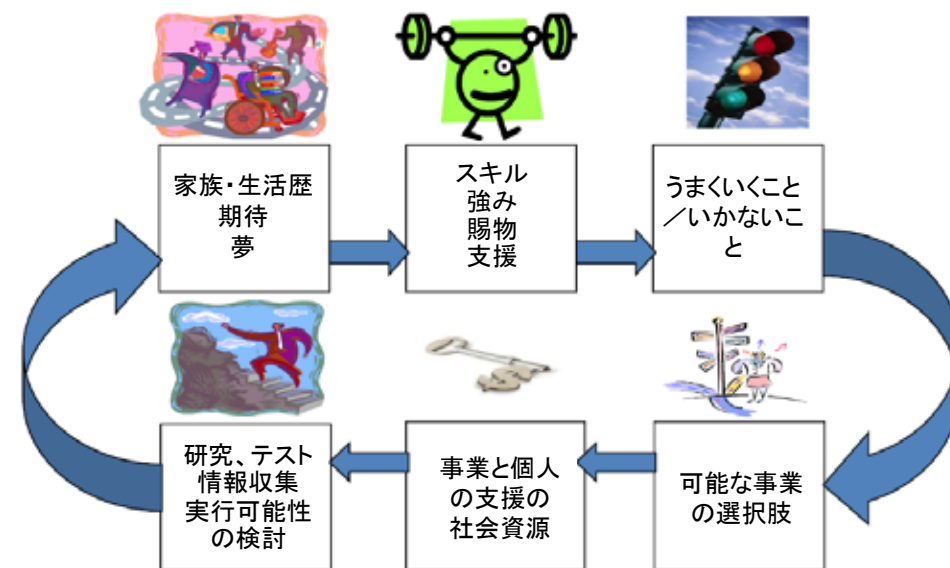 家族・生活歴
期待
夢
スキル
強み
賜物
支援
うまくいくこと
／いかないこ
と
研究、テスト
情報収集
実行可能性
の検討
事業と個人
の支援の
社会資源
可能な事業
の選択肢